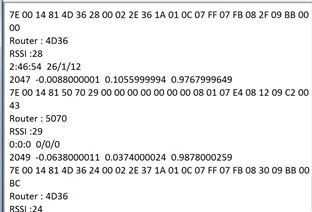 7E 00 14 81 4D 36 28 00 02 2E 36 1A 01 0C 07 FF 07 FB 08 2F 09 BB 00
00
Router : 4D36
RSSI :28
2:46:54 26/1/12
2047 -0.0088000001 0.1055999994 0.9767999649
7E 00 14 81 50 70 29 00 00 00 00 00 00 00 08 01 07 E4 08 12 09 C2 00
43
Router : 5070
RSSI :29
0:0:0 0/0/0
2049 -0.0638000011 0.0374000024 0.9878000259
7E 00 14 81 4D 36 24 00 02 2E 37 1A 01 0C 07 FF 07 FB 08 30 09 BB 00
BC
Router : 4D36
RSSI :24